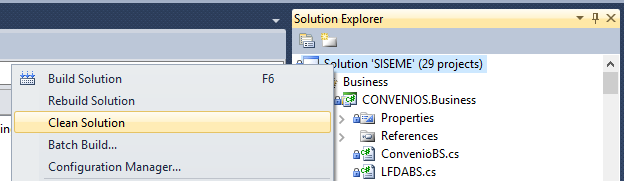 Solution Explorer
Solution 'SISEME' (29 projects)
Business
CONVENIOS.Business
Properties
References
ConvenioBS.cs
LFDABS.cs
Build Solution F6
Rebuild Solution
Clean Solution
Batch Build...
Configuration Manager...
in